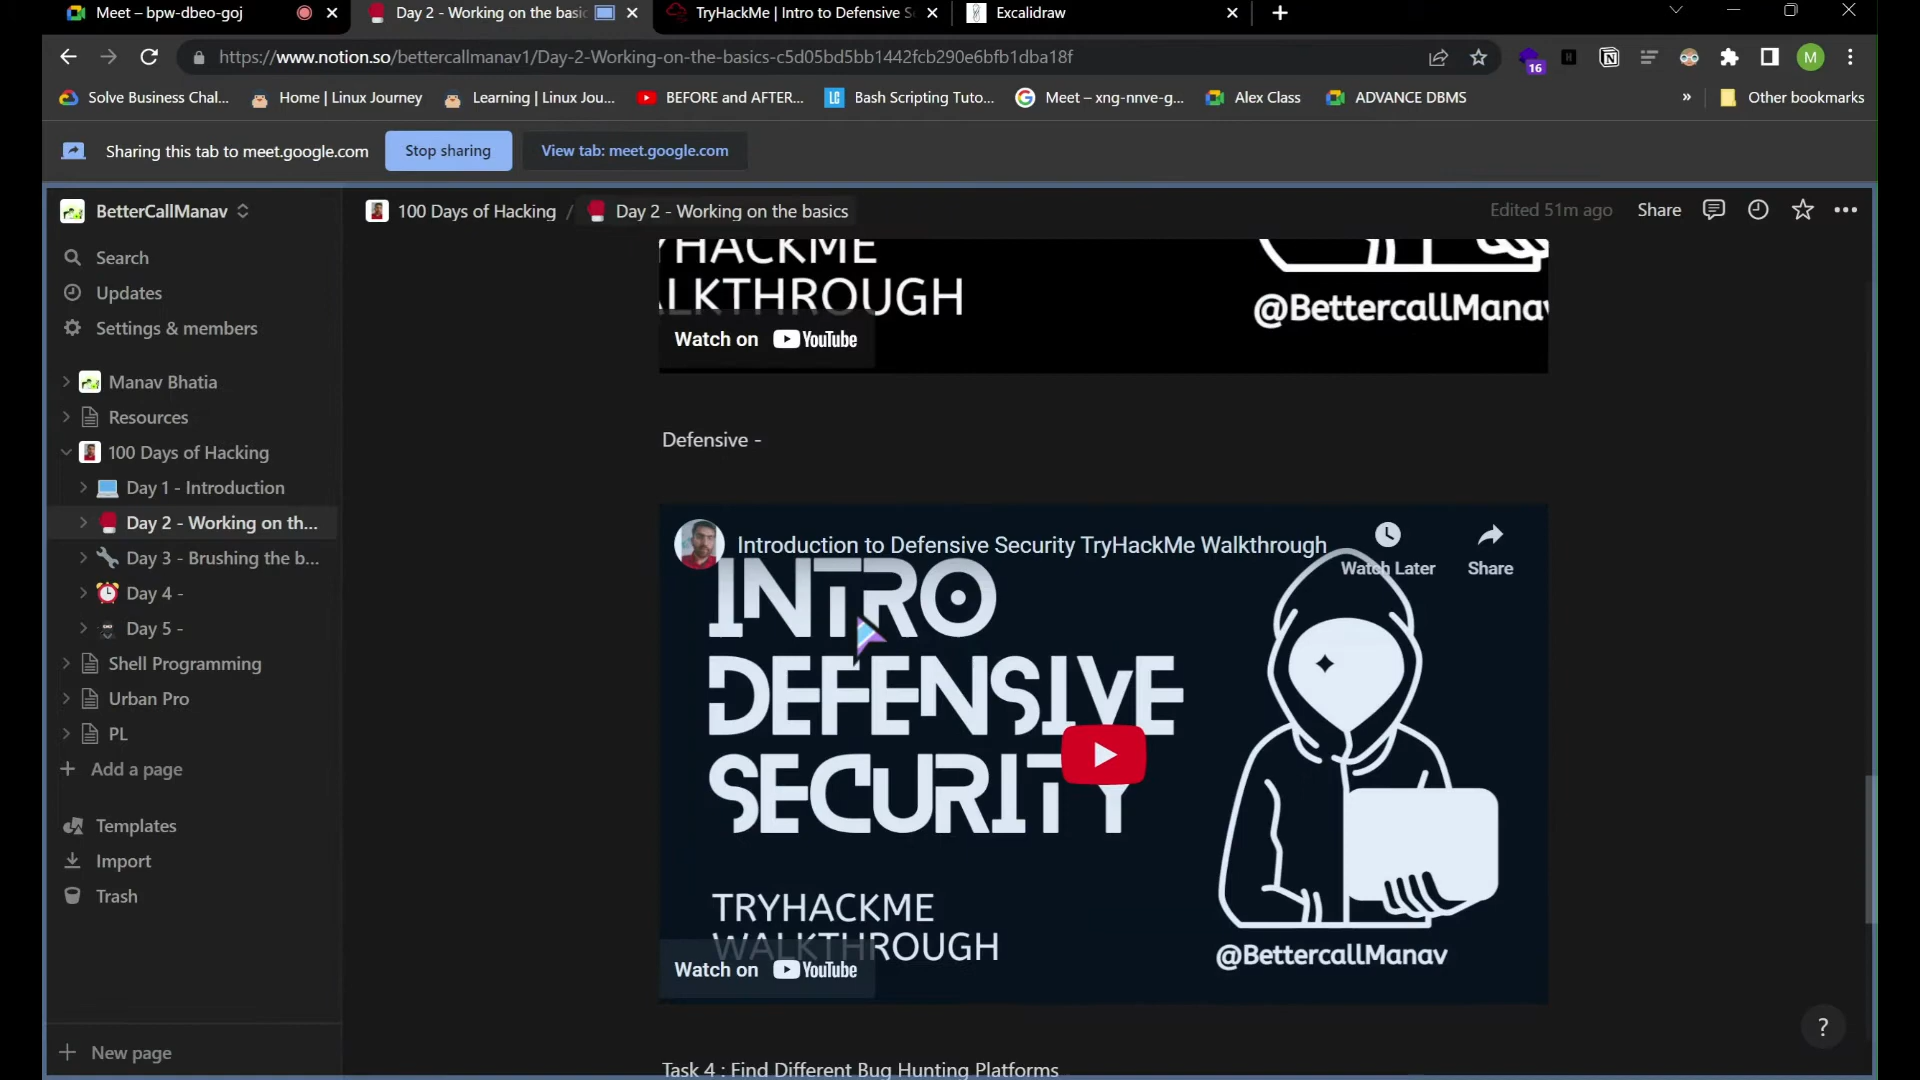 Meet – bpw-dbeo-goj
Day 2 - Working on the basic
TryHackMe | Intro to Defensive S
Excalidraw
https://www.notion.so/bettercallmanav1/Day-2-Working-on-the-basics-c5d05bd5bb1442fcb290e6bfb1dba18f
16
M
Solve Business Chal...
Home | Linux Journey
Learning | Linux Jou...
BEFORE and AFTER...
LC
Bash Scripting Tuto...
Meet – xng-nnve-g...
Alex Class
ADVANCE DBMS
»
Other bookmarks
Sharing this tab to meet.google.com
Stop sharing
View tab: meet.google.com
BetterCallManav
100 Days of Hacking / Day 2 - Working on the basics
Edited 51m ago
Share
Search
Updates
Settings & members
Manav Bhatia
Resources
100 Days of Hacking
Day 1 - Introduction
Day 2 - Working on th...
Day 3 - Brushing the b...
Day 4 -
Day 5 -
Shell Programming
Urban Pro
PL
Add a page
Templates
Import
Trash
New page
YHACKME
ALKTHROUGH
@BettercallManav
Watch on YouTube
Defensive -
Introduction to Defensive Security TryHackMe Walkthrough
Watch Later
Share
INTRO
DEFENSIVE
SECURITY
TRYHACKME
WALKTHROUGH
@BettercallManav
Watch on YouTube
Task 4 : Find Different Bug Hunting Platforms
?